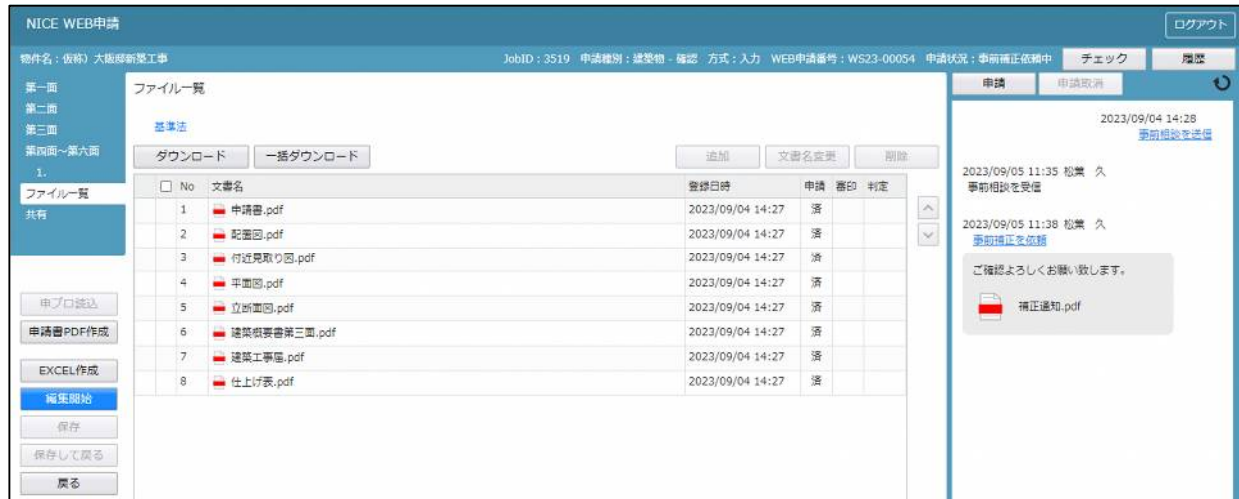 NICE WEB申請
ログアウト
物件名：仮称）大阪邸新築工事
JobID：3519 申請種別：建築物 - 確認 方式：入力 WEB申請番号：WS23-00054 申請状況：事前補正依頼中
チェック
履歴
第一面
第二面
第三面
第四面～第六面
1.
ファイル一覧
共有
申プロ読込
申請書PDF作成
EXCEL作成
編集開始
保存
保存して戻る
戻る
ファイル一覧
基準法
ダウンロード 一括ダウンロード 追加 文書名変更 削除
No 文書名 登録日時 申請 審印 判定
1 申請書.pdf 2023/09/04 14:27 済
2 配置図.pdf 2023/09/04 14:27 済
3 付近見取り図.pdf 2023/09/04 14:27 済
4 平面図.pdf 2023/09/04 14:27 済
5 立断面図.pdf 2023/09/04 14:27 済
6 建築概要書第三面.pdf 2023/09/04 14:27 済
7 建築工事届.pdf 2023/09/04 14:27 済
8 仕上げ表.pdf 2023/09/04 14:27 済
申請 申請取消
2023/09/04 14:28
事前相談を送信
2023/09/05 11:35 松葉 久
事前相談を受信
2023/09/05 11:38 松葉 久
事前補正を依頼
ご確認よろしくお願い致します。
補正通知.pdf